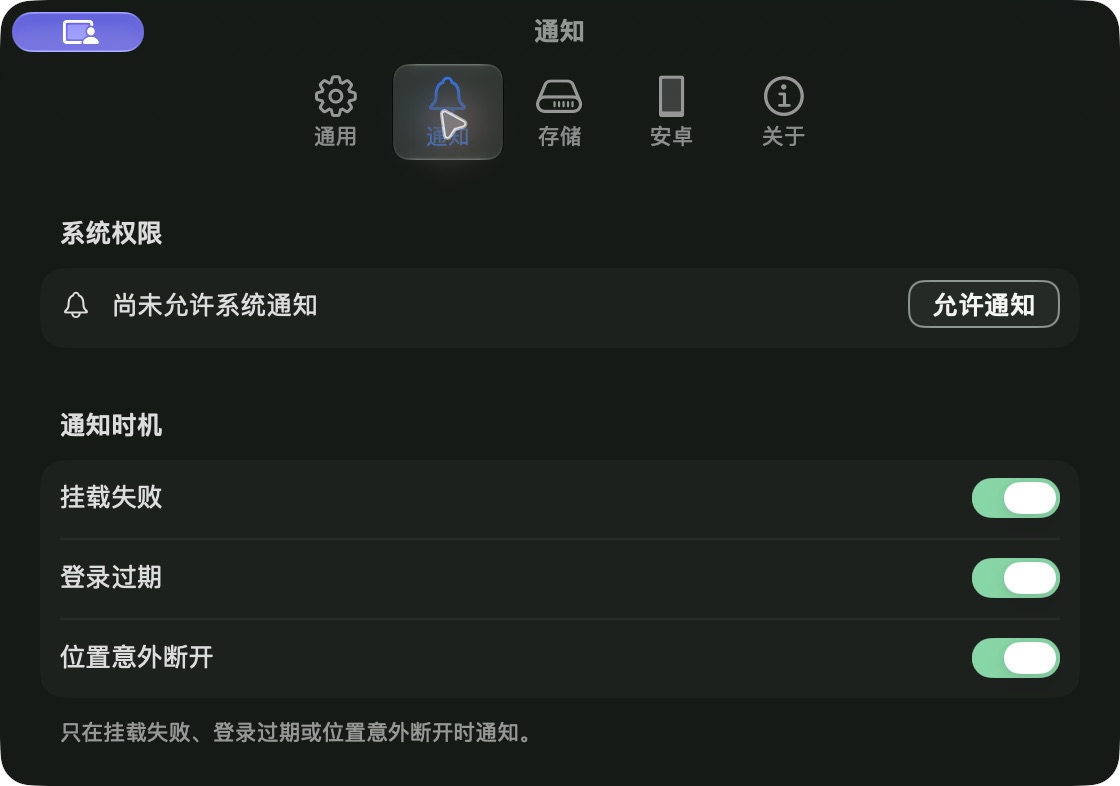 通知
通用
通知
存储
安卓
关于
系统权限
尚未允许系统通知
允许通知
通知时机
挂载失败
登录过期
位置意外断开
只在挂载失败、登录过期或位置意外断开时通知。